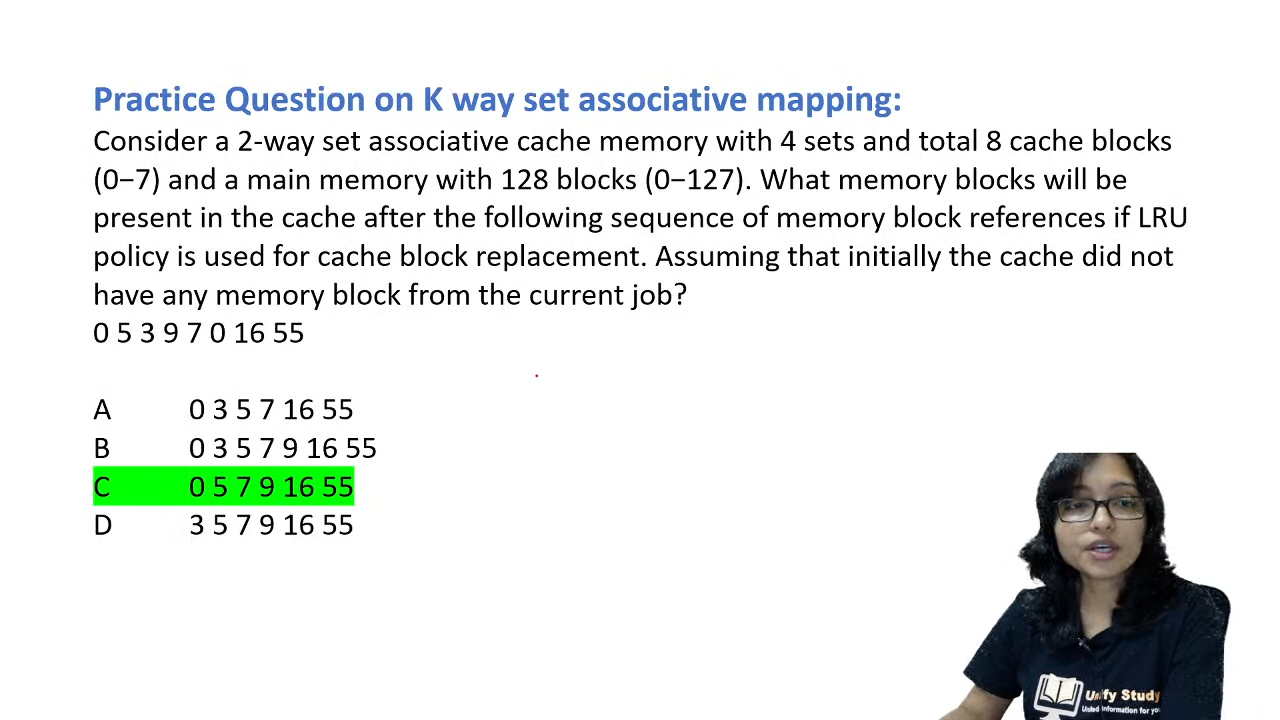 Practice Question on K way set associative mapping:
Consider a 2-way set associative cache memory with 4 sets and total 8 cache blocks
(0−7) and a main memory with 128 blocks (0−127). What memory blocks will be
present in the cache after the following sequence of memory block references if LRU
policy is used for cache block replacement. Assuming that initially the cache did not
have any memory block from the current job?
0 5 3 9 7 0 16 55
A 0 3 5 7 16 55
B 0 3 5 7 9 16 55
C 0 5 7 9 16 55
D 3 5 7 9 16 55
Unify Study